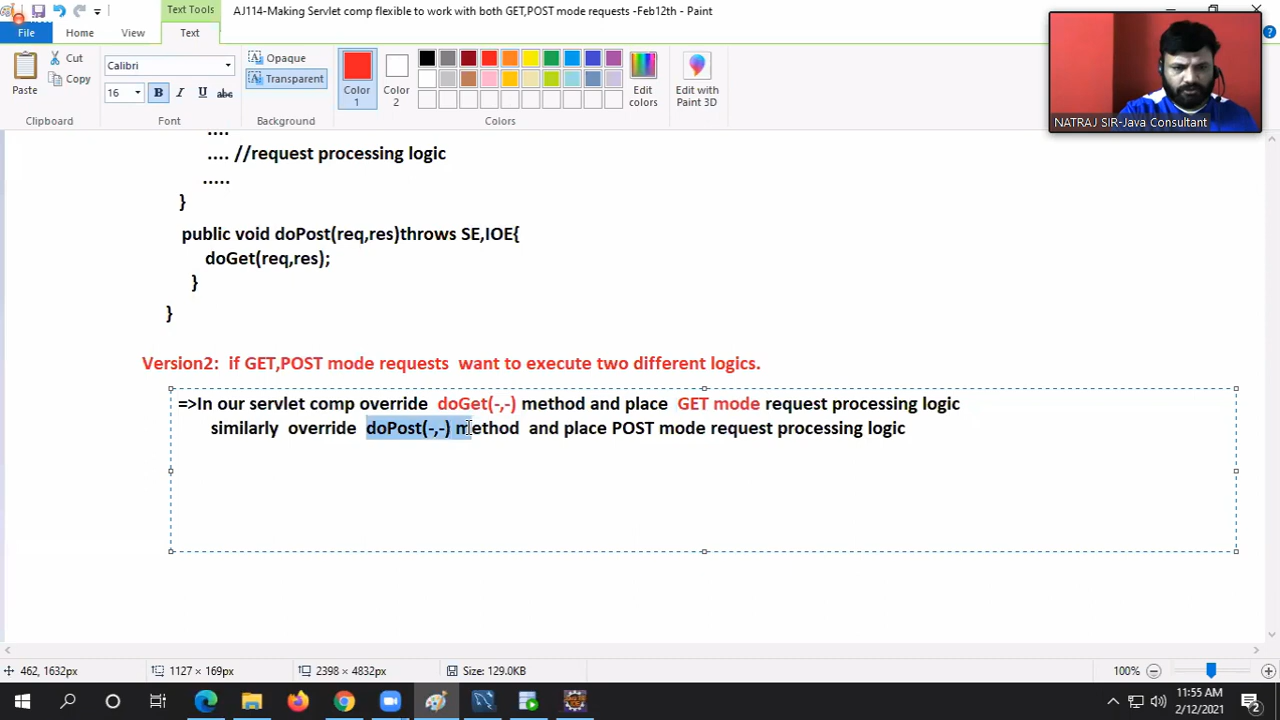 Text Tools
AJ114-Making Servlet comp flexible to work with both GET,POST mode requests -Feb12th - Paint
File
Home
View
Text
Paste
Cut
Copy
Clipboard
Calibri
16
B
I
U
abc
Font
Opaque
Transparent
Background
Color 1
Color 2
Edit colors
Edit with Paint 3D
Colors
NATRAJ SIR-Java Consultant
....
.... //request processing logic
.....
}
public void doPost(req,res)throws SE,IOE{
doGet(req,res);
}
}
Version2: if GET,POST mode requests want to execute two different logics.
=>In our servlet comp override doGet(-,-) method and place GET mode request processing logic
similarly override doPost(-,-) method and place POST mode request processing logic
462, 1632px
1127 × 169px
2398 × 4832px
Size: 129.0KB
100%
11:55 AM
2/12/2021
2